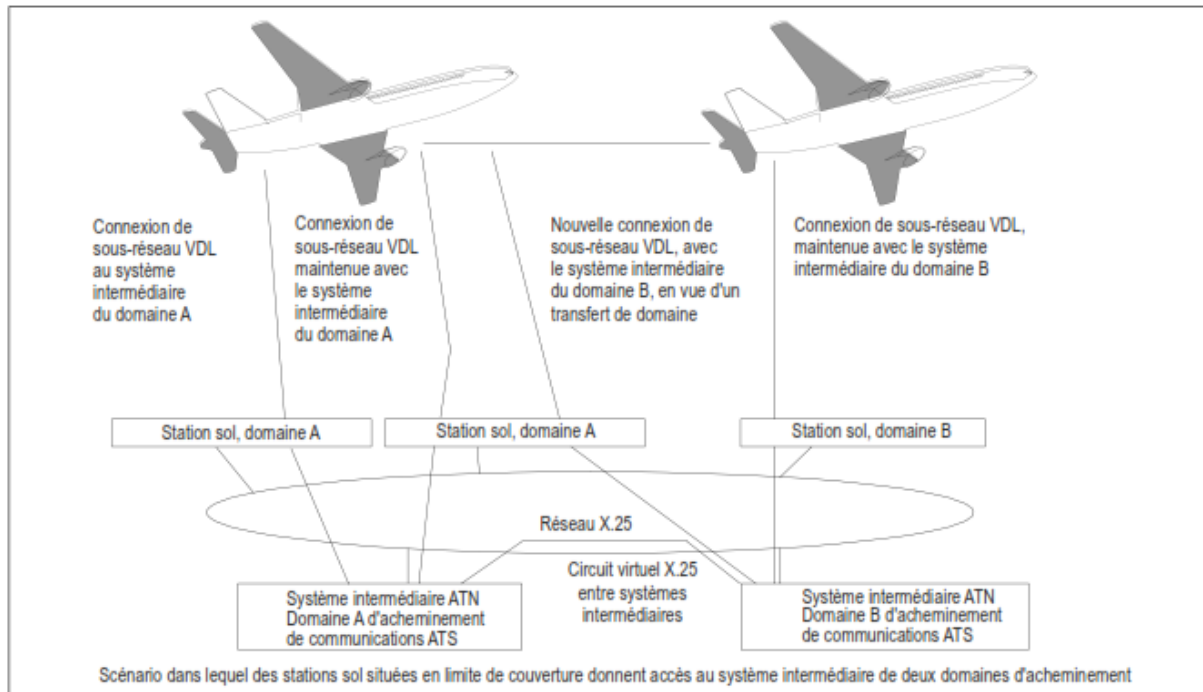 Connexion de
sous-réseau VDL
au système
intermédiaire
du domaine A
Connexion de
sous-réseau VDL
maintenue avec
le système
intermédiaire
du domaine A
Nouvelle connexion de
sous-réseau VDL, avec
le système intermédiaire
du domaine B, en vue d'un
transfert de domaine
Connexion de sous-réseau VDL,
maintenue avec le système
intermédiaire du domaine B
Station sol, domaine A
Station sol, domaine A
Station sol, domaine B
Réseau X.25
Circuit virtuel X.25
entre systèmes
intermédiaires
Système intermédiaire ATN
Domaine A d'acheminement
de communications ATS
Système intermédiaire ATN
Domaine B d'acheminement
de communications ATS
Scénario dans lequel des stations sol situées en limite de couverture donnent accès au système intermédiaire de deux domaines d'acheminement